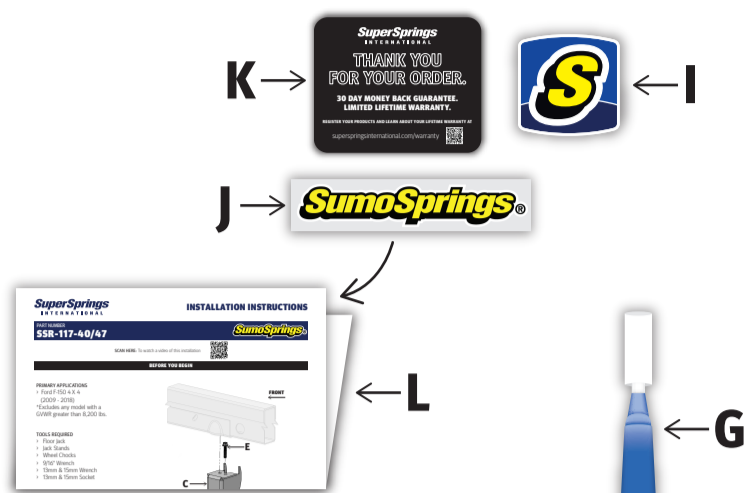 SuperSprings
INTERNATIONAL
THANK YOU
FOR YOUR ORDER.
30 DAY MONEY BACK GUARANTEE.
LIMITED LIFETIME WARRANTY.
REGISTER YOUR PRODUCTS AND LEARN ABOUT YOUR LIFETIME WARRANTY AT
superspringsinternational.com/warranty
K
S
I
J
SumoSprings®
SuperSprings
INTERNATIONAL
INSTALLATION INSTRUCTIONS
PART NUMBER
SSR-117-40/47
SumoSprings®
SCAN HERE: To watch a video of this installation
BEFORE YOU BEGIN
PRIMARY APPLICATIONS
> Ford F-150 4 X 4
(2009 - 2018)
*Excludes any model with a
GVWR greater than 8,200 lbs.
FRONT
TOOLS REQUIRED
> Floor Jack
> Jack Stands
> Wheel Chocks
> 9/16" Wrench
> 13mm & 15mm Wrench
> 13mm & 15mm Socket
E
C
L
G